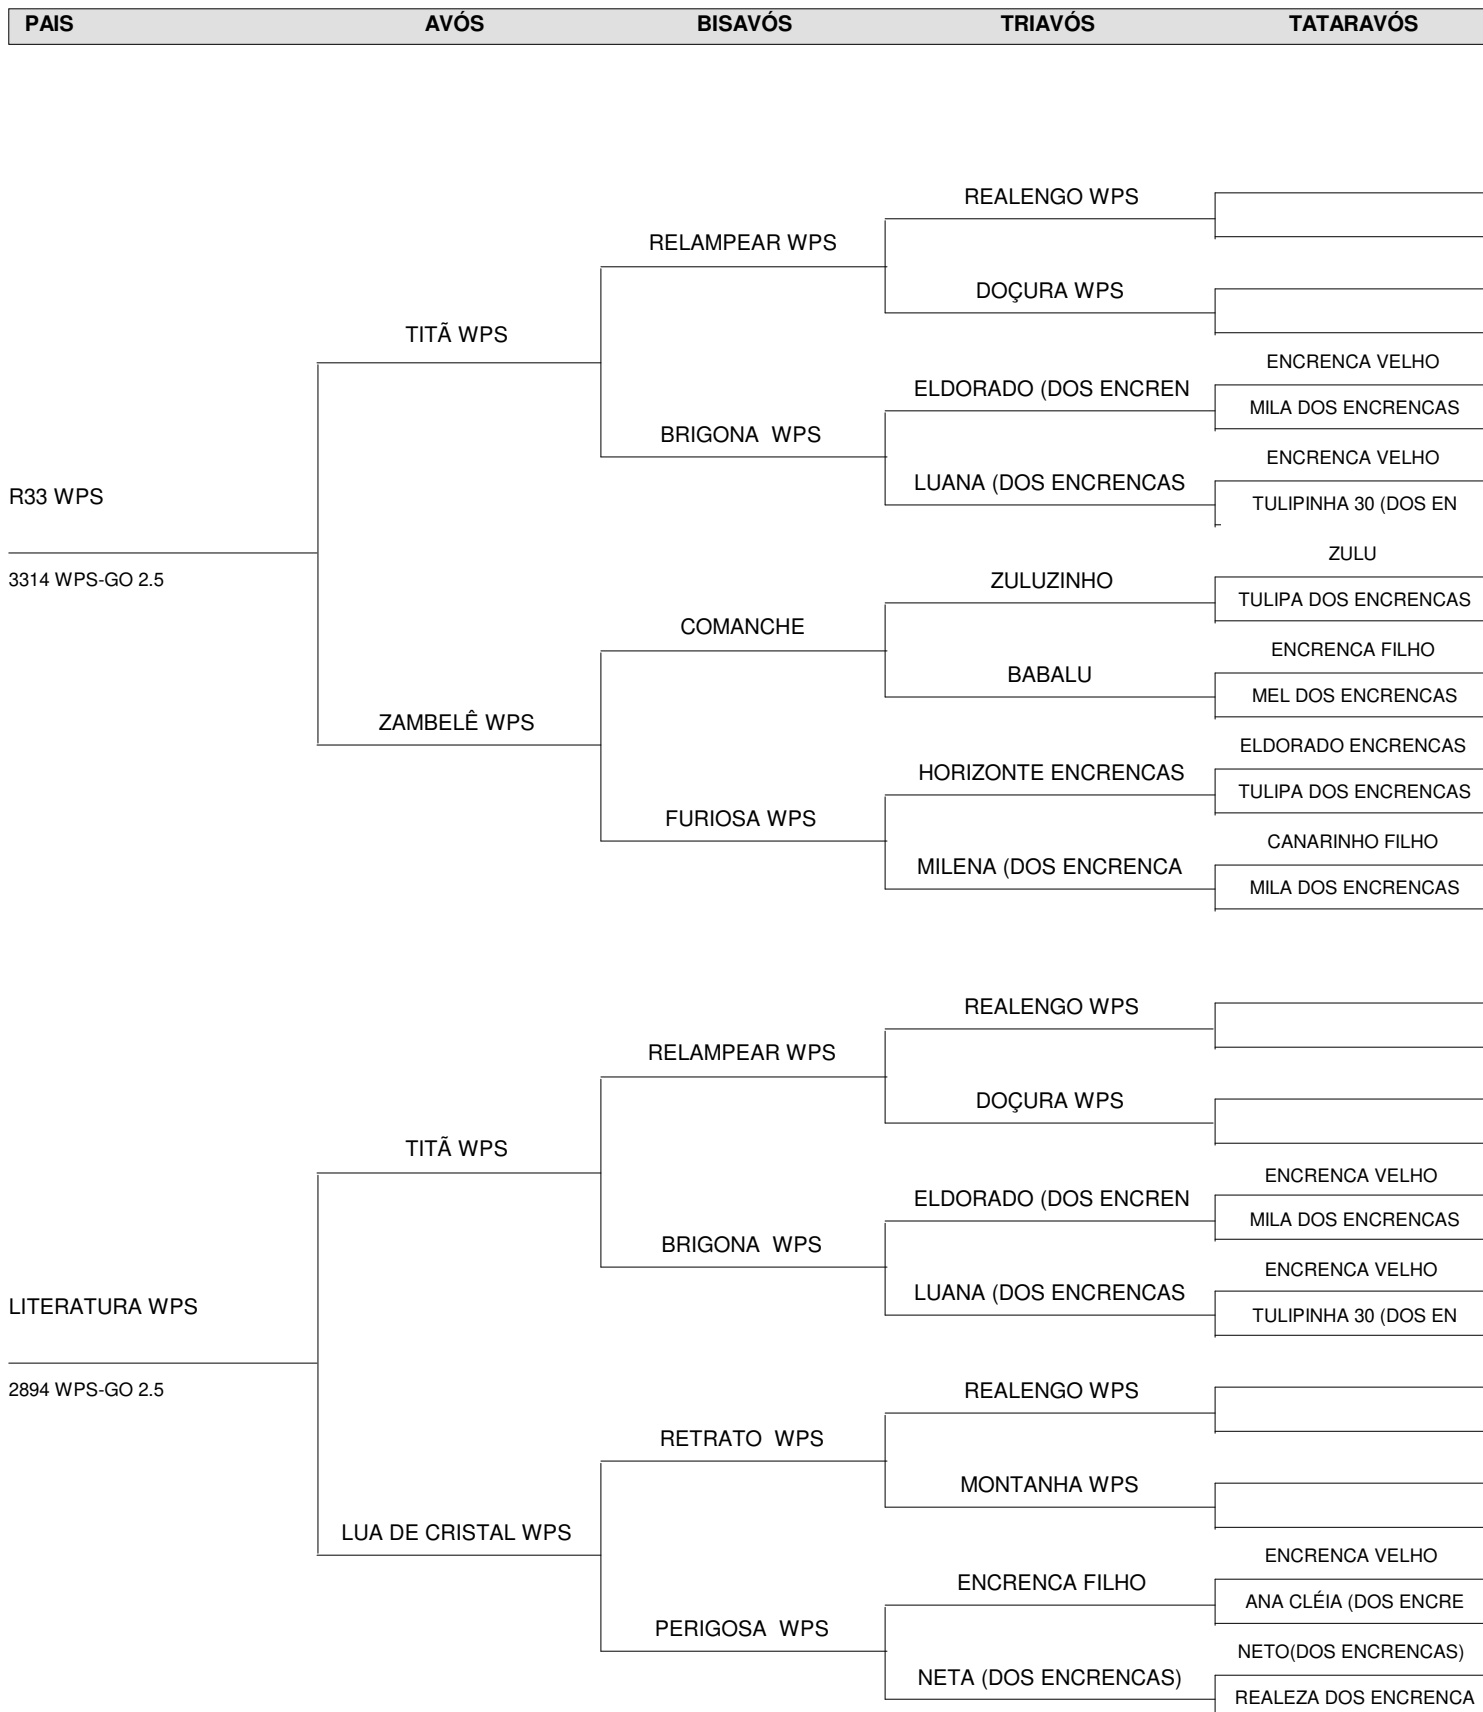 PAIS AVÓS BISAVÓS TRIAVÓS TATARAVÓS
REALENGO WPS
RELAMPEAR WPS
DOÇURA WPS
TITÃ WPS
ENCRENCA VELHO
ELDORADO (DOS ENCREN
MILA DOS ENCRENCAS
BRIGONA WPS
ENCRENCA VELHO
LUANA (DOS ENCRENCAS
R33 WPS
TULIPINHA 30 (DOS EN
ZULU
3314 WPS-GO 2.5
ZULUZINHO
TULIPA DOS ENCRENCAS
COMANCHE
ENCRENCA FILHO
BABALU
MEL DOS ENCRENCAS
ZAMBELÊ WPS
ELDORADO ENCRENCAS
HORIZONTE ENCRENCAS
TULIPA DOS ENCRENCAS
FURIOSA WPS
CANARINHO FILHO
MILENA (DOS ENCRENCA
MILA DOS ENCRENCAS
REALENGO WPS
RELAMPEAR WPS
DOÇURA WPS
TITÃ WPS
ENCRENCA VELHO
ELDORADO (DOS ENCREN
MILA DOS ENCRENCAS
BRIGONA WPS
ENCRENCA VELHO
LUANA (DOS ENCRENCAS
LITERATURA WPS
TULIPINHA 30 (DOS EN
2894 WPS-GO 2.5
REALENGO WPS
RETRATO WPS
MONTANHA WPS
LUA DE CRISTAL WPS
ENCRENCA VELHO
ENCRENCA FILHO
ANA CLÉIA (DOS ENCRE
PERIGOSA WPS
NETO(DOS ENCRENCAS)
NETA (DOS ENCRENCAS)
REALEZA DOS ENCRENCA